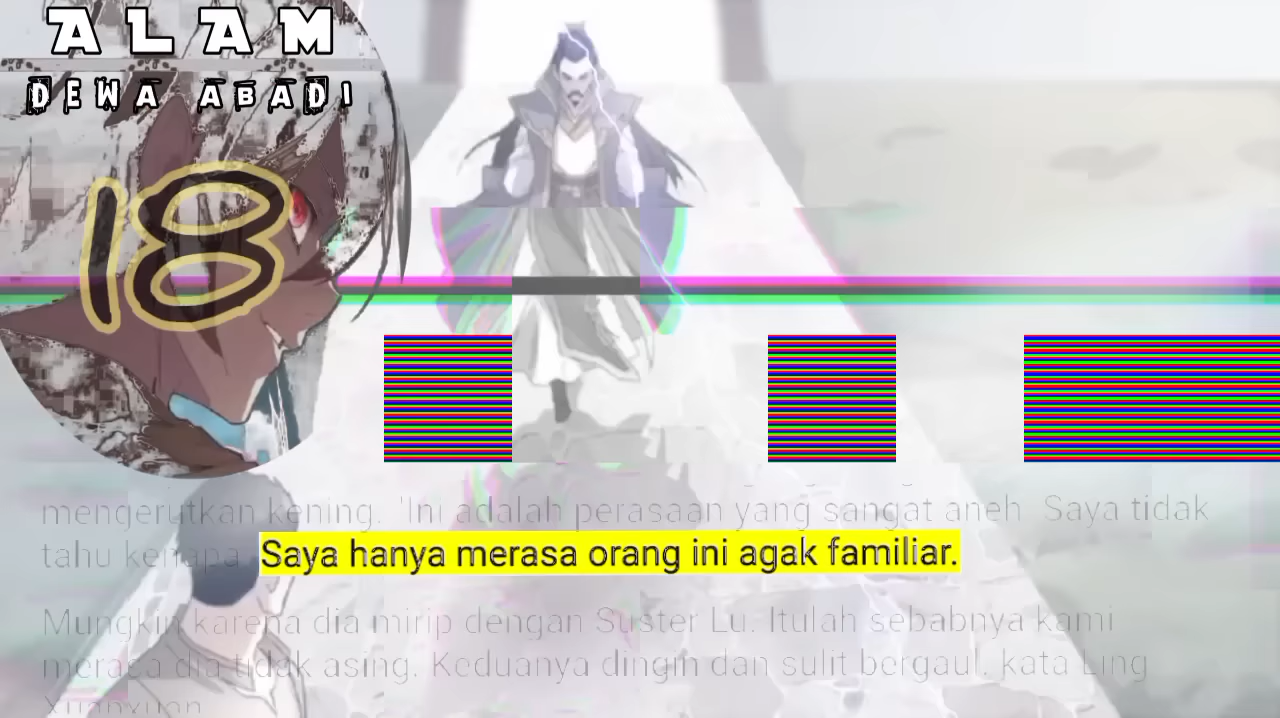 ALAM
DEWA ABADI
18
mengerutkan kening. 'Ini adalah perasaan yang sangat aneh Saya tidak
tahu kenapa
Saya hanya merasa orang ini agak familiar.
Mungkin karena dia mirip dengan Suster Lu. Itulah sebabnya kami
merasa dia tidak asing. Keduanya dingin dan sulit bergaul, kata Ling
Xuanyuan